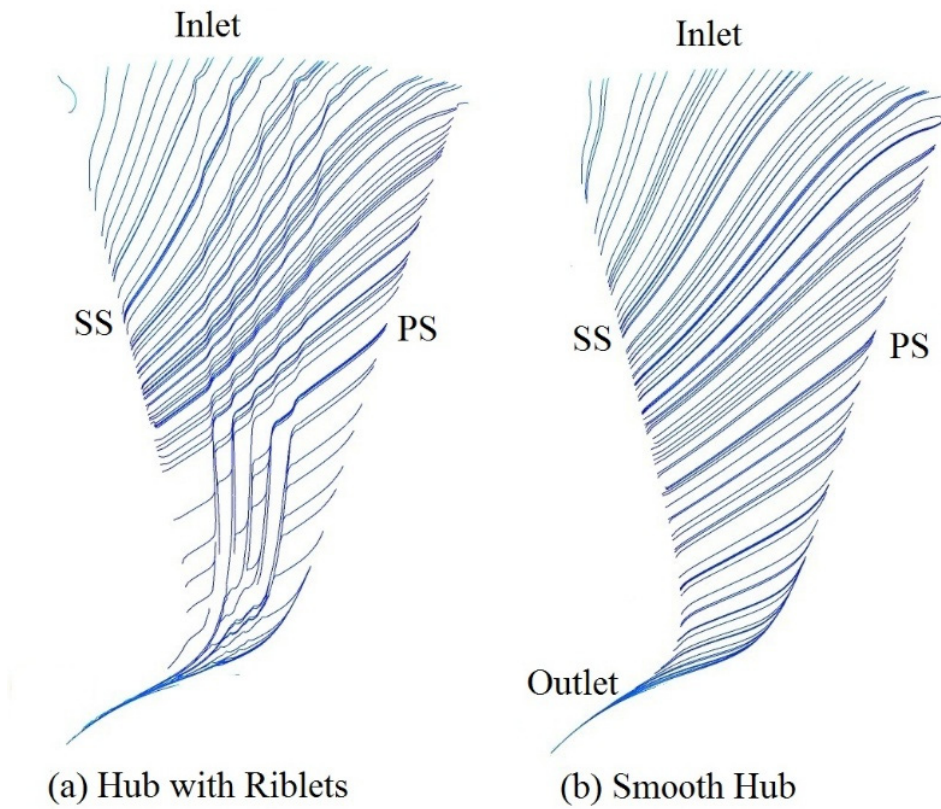 Inlet
Inlet
SS
PS
SS
PS
Outlet
(a) Hub with Riblets
(b) Smooth Hub